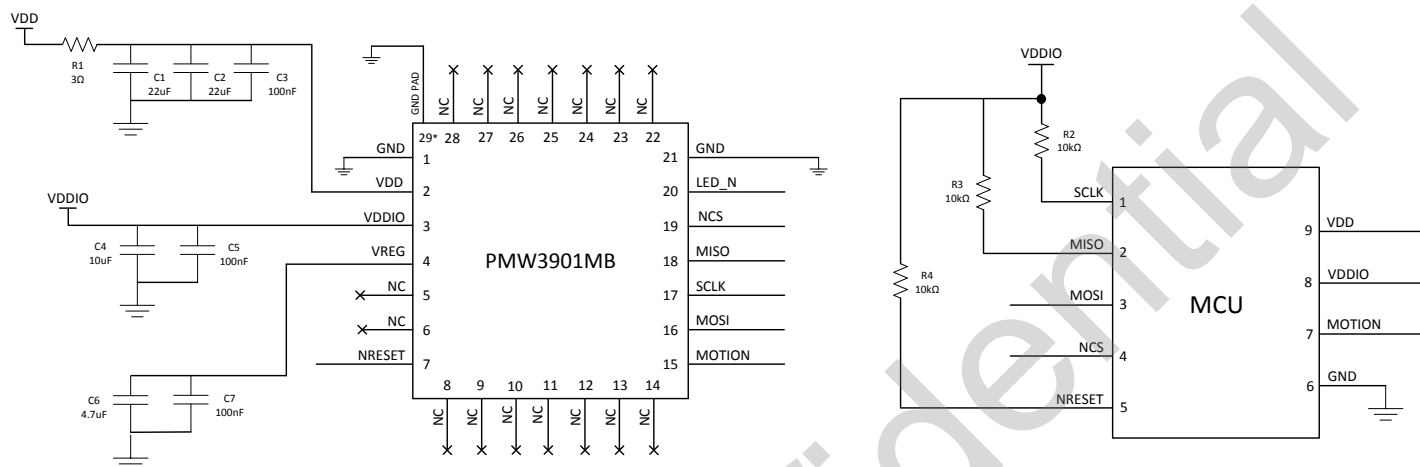 VDD
R1
3Ω
C1
22uF
C2
22uF
C3
100nF
GND PAD
NC
NC
NC
NC
NC
NC
NC
29*
28
27
26
25
24
23
22
GND
1
VDD
2
VDDIO
VDDIO
3
C4
10uF
C5
100nF
VREG
4
NC
5
NC
6
NRESET
7
C6
4.7uF
C7
100nF
PMW3901MB
21
GND
20
LED_N
19
NCS
18
MISO
17
SCLK
16
MOSI
15
MOTION
8
9
10
11
12
13
14
NC
NC
NC
NC
NC
NC
NC
VDDIO
R2
10kΩ
R3
10kΩ
R4
10kΩ
SCLK
1
MISO
2
MOSI
3
NCS
4
NRESET
5
MCU
9
VDD
8
VDDIO
7
MOTION
6
GND
idential